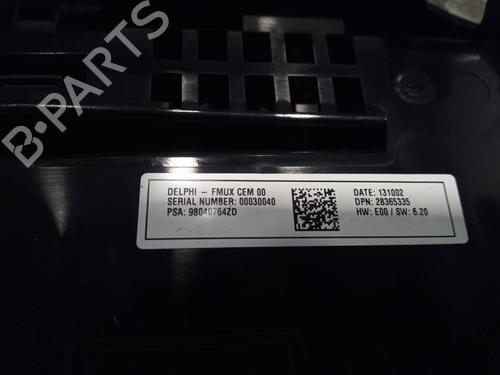 B-PARTS
DELPHI - FMUX CEM 00
SERIAL NUMBER: 00030040
PSA: 98040764ZD
DATE: 131002
DPN: 28365335
HW: E00 / SW: 6.20